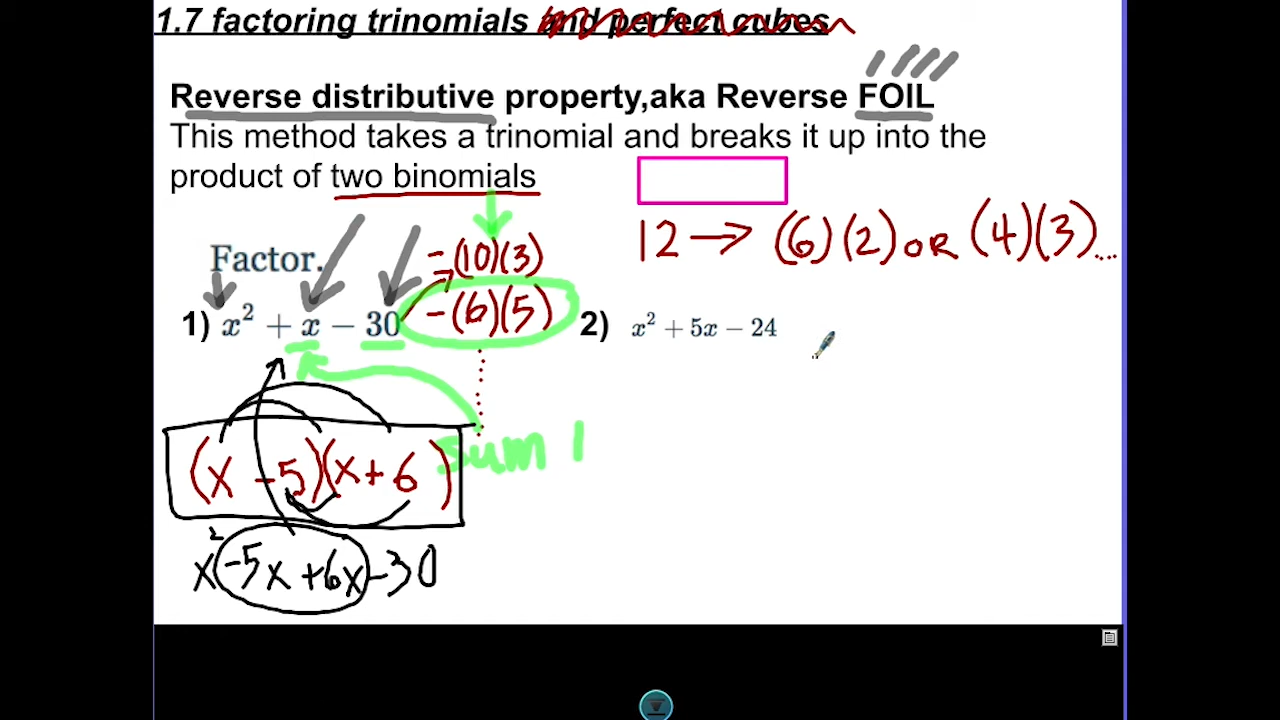 1.7 factoring trinomials and perfect cubes
Reverse distributive property,aka Reverse FOIL
This method takes a trinomial and breaks it up into the
product of two binomials
12 → (6)(2) OR (4)(3)....
Factor.
-(10)(3)
1) x² + x − 30
-(6)(5)
2) x² + 5x − 24
sum 1
(x -5)(x+6)
x² -5x +6x -30